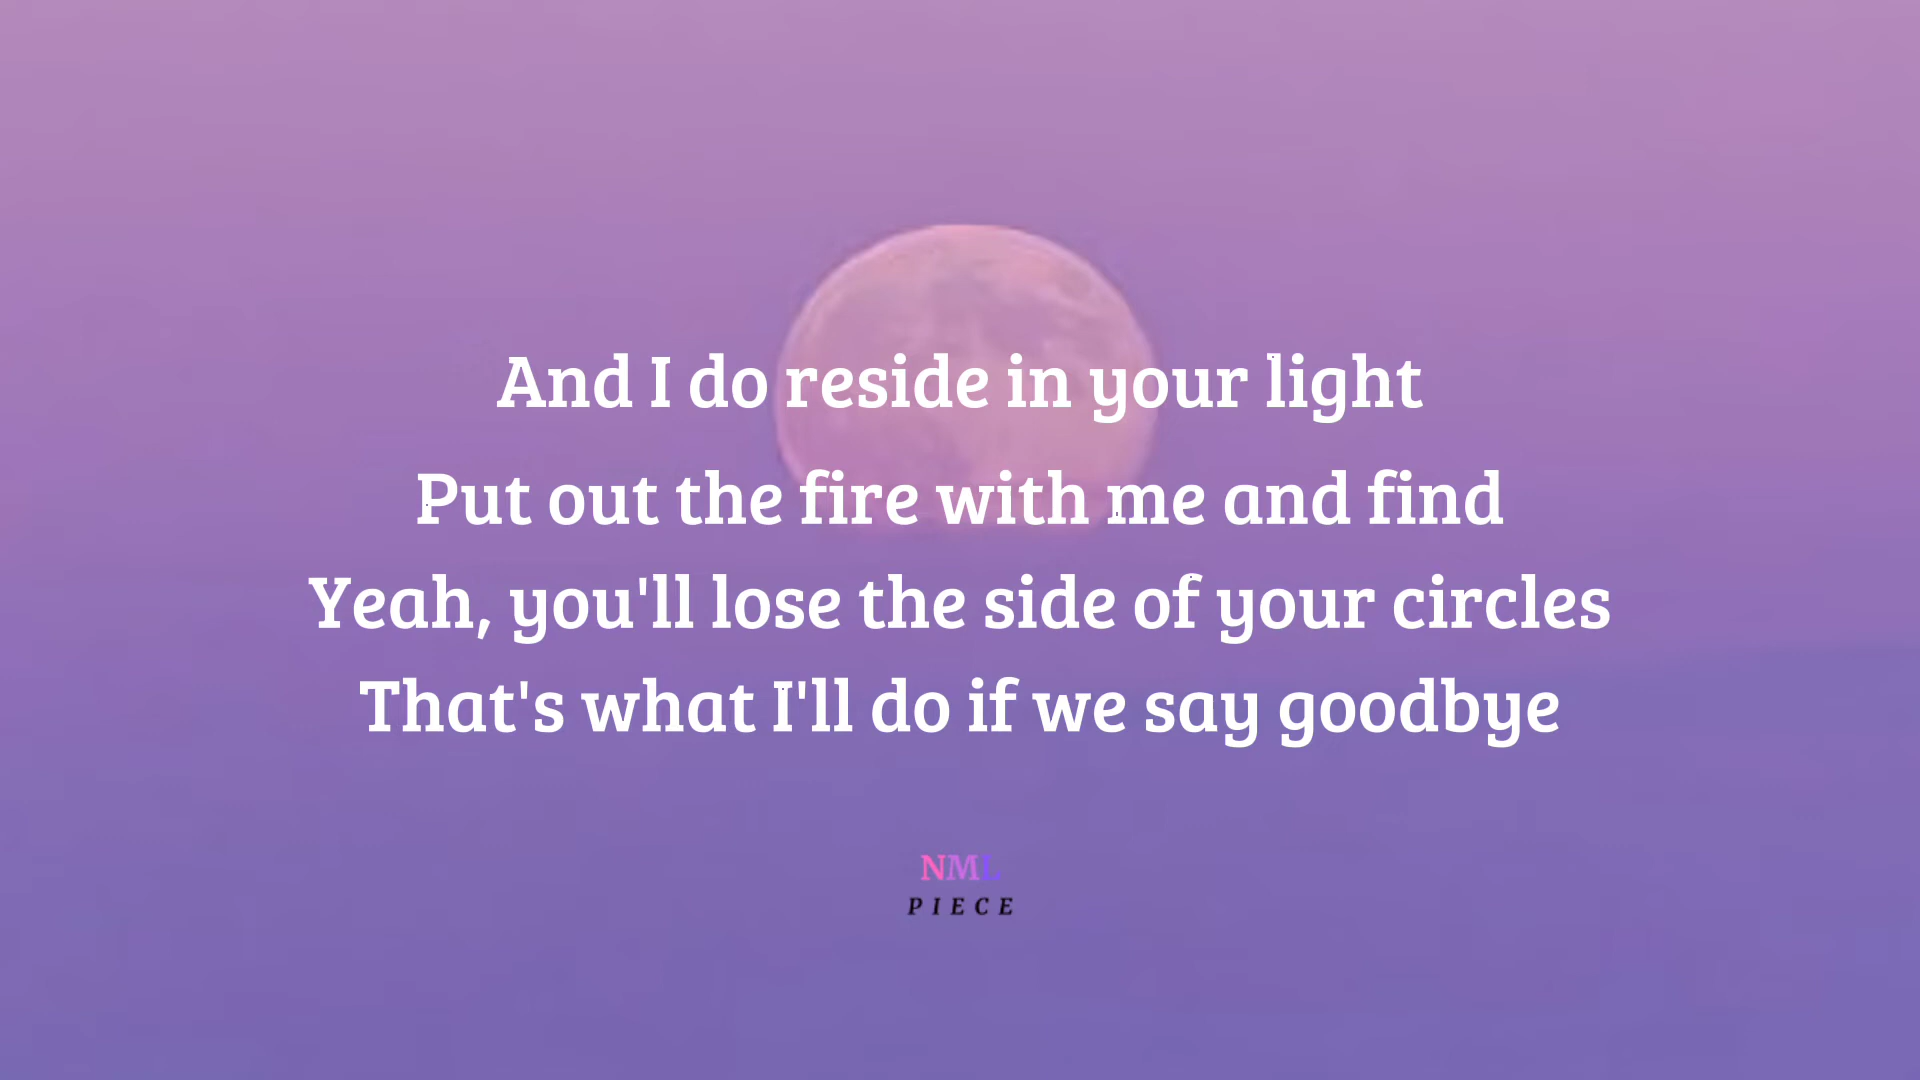 And I do reside in your light
Put out the fire with me and find
Yeah, you'll lose the side of your circles
That's what I'll do if we say goodbye
NML
PIECE